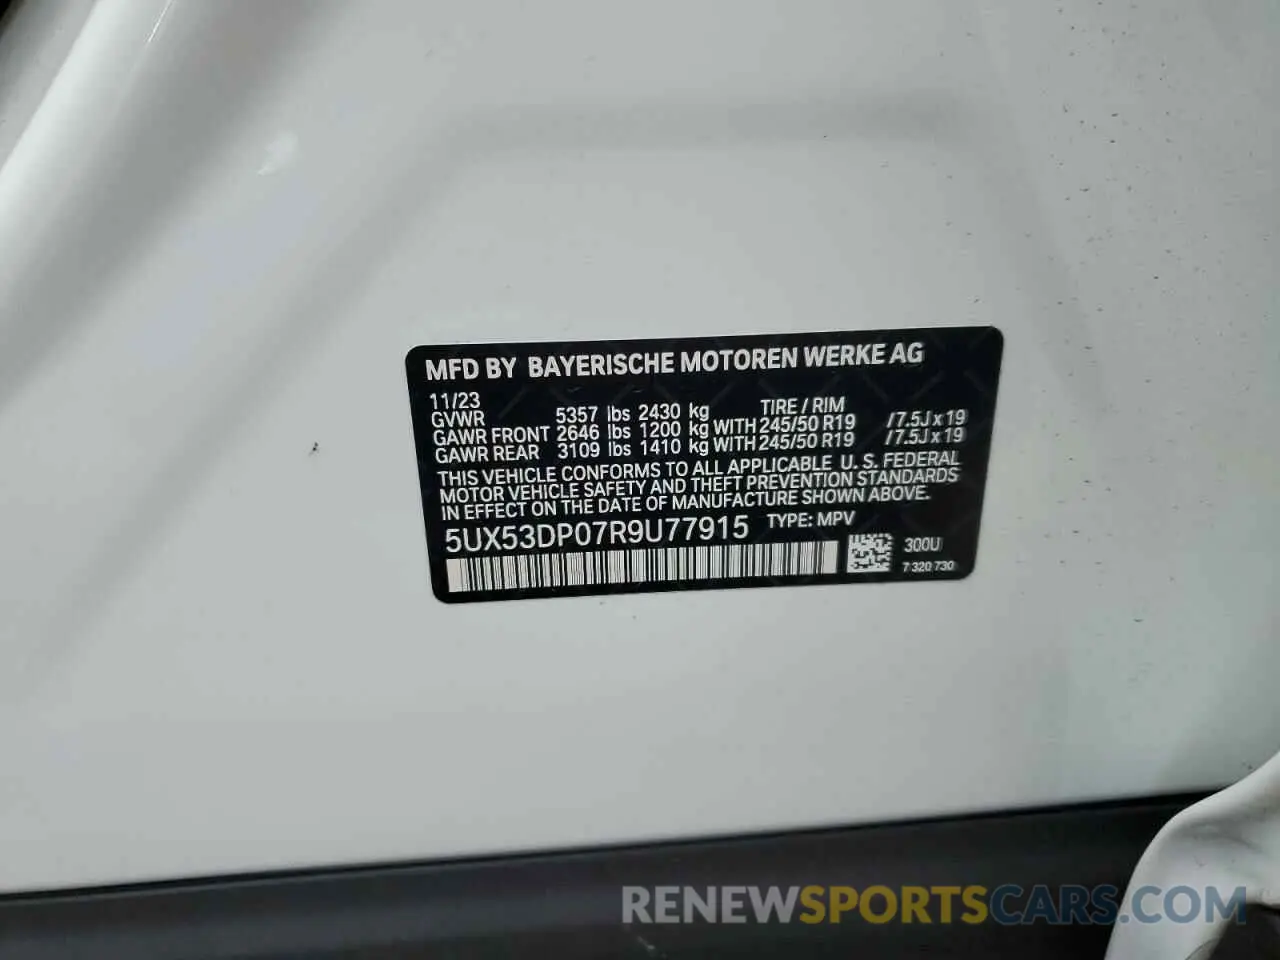 MFD BY BAYERISCHE MOTOREN WERKE AG
11/23 TIRE / RIM
GVWR 5357 lbs 2430 kg
GAWR FRONT 2646 lbs 1200 kg WITH 245/50 R19 /7.5J x 19
GAWR REAR 3109 lbs 1410 kg WITH 245/50 R19 /7.5J x 19
THIS VEHICLE CONFORMS TO ALL APPLICABLE U. S. FEDERAL
MOTOR VEHICLE SAFETY AND THEFT PREVENTION STANDARDS
IN EFFECT ON THE DATE OF MANUFACTURE SHOWN ABOVE.
5UX53DP07R9U77915 TYPE: MPV
300U
7 320 730
RENEWSPORTSCARS.COM